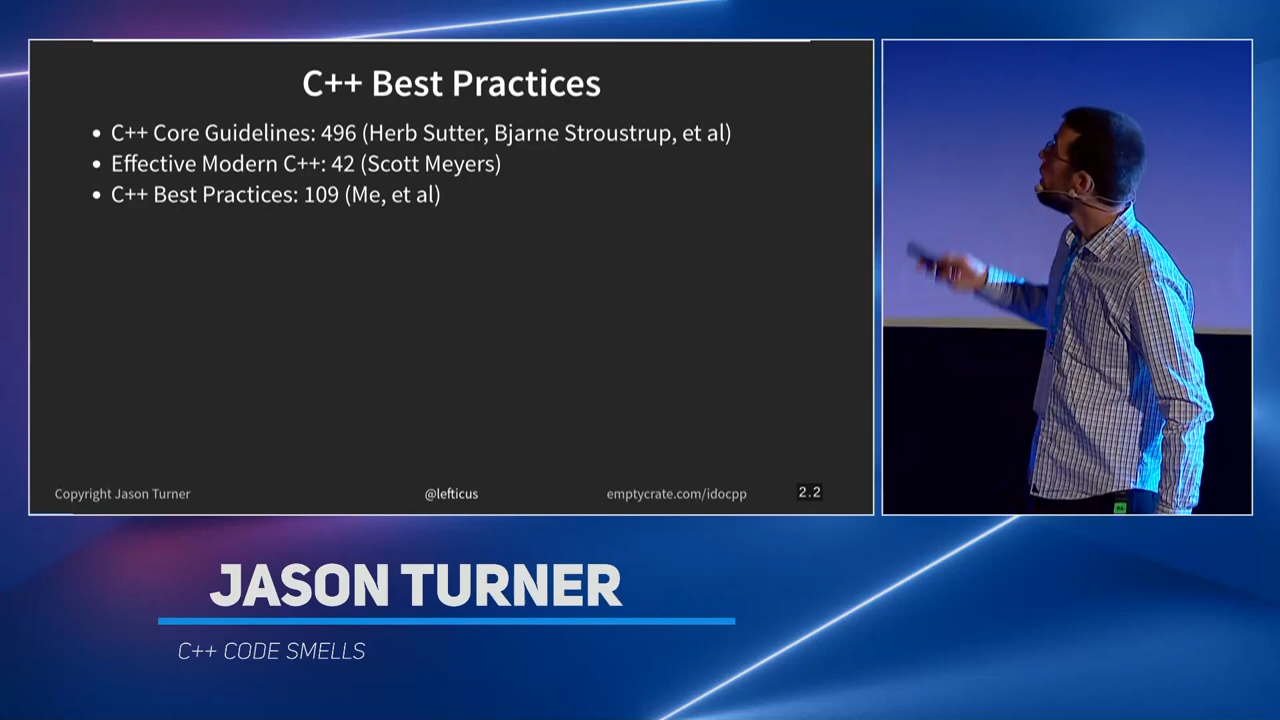 C++ Best Practices
• C++ Core Guidelines: 496 (Herb Sutter, Bjarne Stroustrup, et al)
• Effective Modern C++: 42 (Scott Meyers)
• C++ Best Practices: 109 (Me, et al)
Copyright Jason Turner
@lefticus
emptycrate.com/idocpp
2.2
JASON TURNER
C++ CODE SMELLS